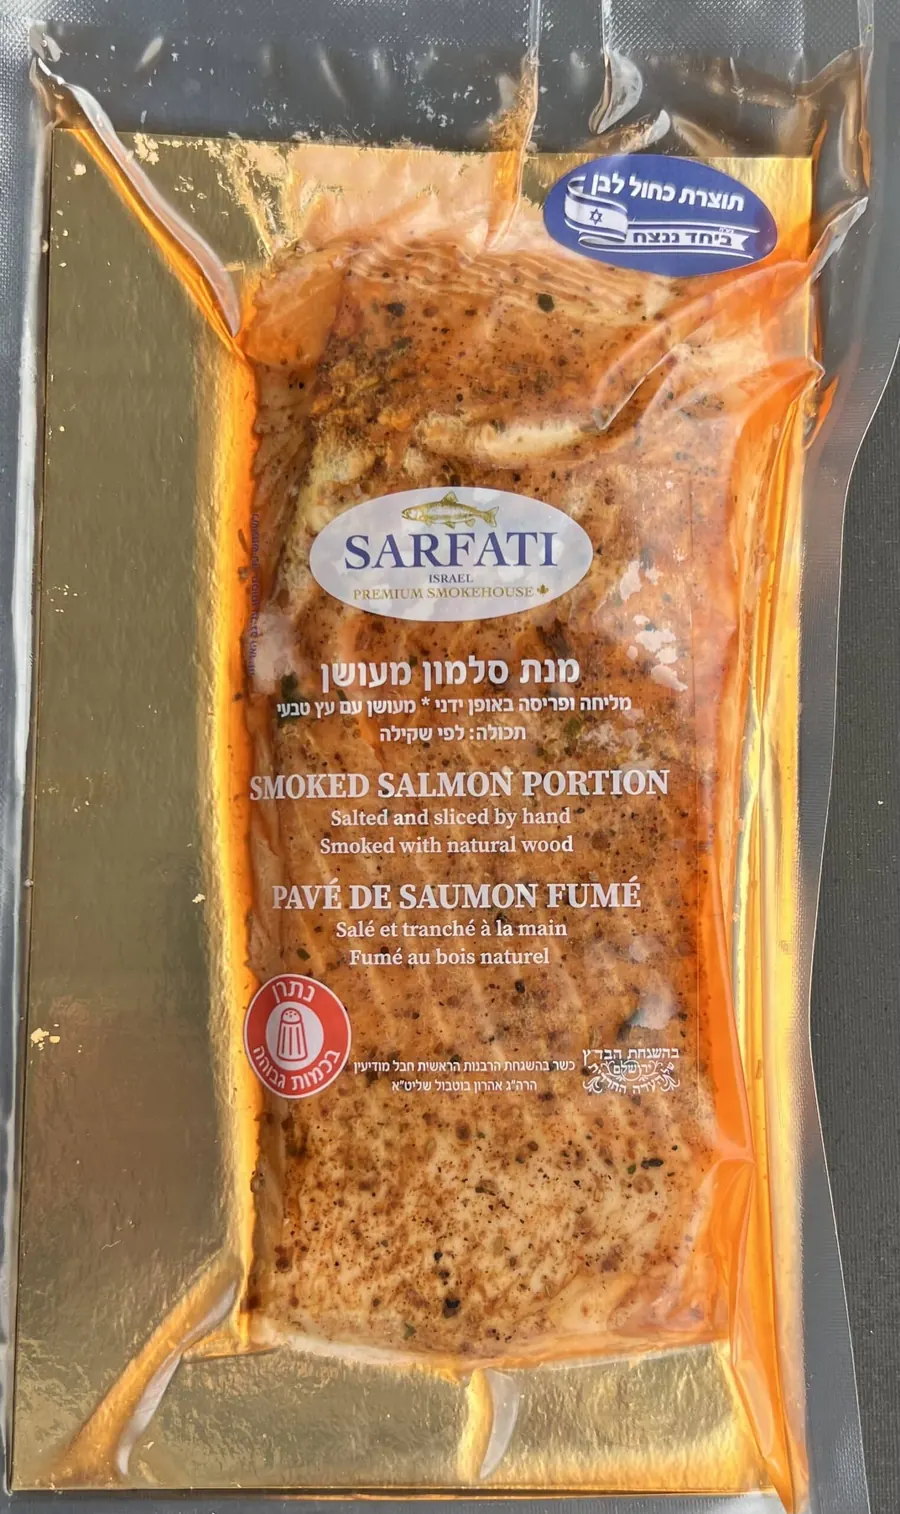 תוצרת כחול לבן
בע"ה
ביחד ננצח
SARFATI
ISRAEL
PREMIUM SMOKEHOUSE
מנת סלמון מעושן
מליחה ופריסה באופן ידני * מעושן עם עץ טבעי
תכולה: לפי שקילה
SMOKED SALMON PORTION
Salted and sliced by hand
Smoked with natural wood
PAVÉ DE SAUMON FUMÉ
Salé et tranché à la main
Fumé au bois naturel
נתרן
בכמות גבוהה
כשר בהשגחת הרבנות הראשית חבל מודיעין
הרה"ג אהרון בוטבול שליט"א
בהשגחת הבד"ץ
ירושלם